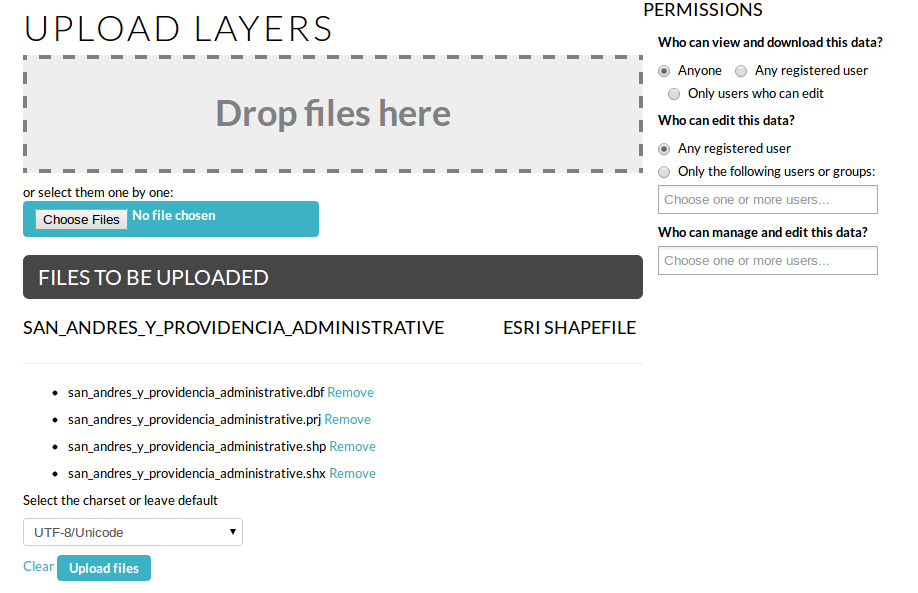 UPLOAD LAYERS
Drop files here
or select them one by one:
Choose Files No file chosen
FILES TO BE UPLOADED
SAN_ANDRES_Y_PROVIDENCIA_ADMINISTRATIVE ESRI SHAPEFILE
san_andres_y_providencia_administrative.dbf Remove
san_andres_y_providencia_administrative.prj Remove
san_andres_y_providencia_administrative.shp Remove
san_andres_y_providencia_administrative.shx Remove
Select the charset or leave default
UTF-8/Unicode
Clear Upload files
PERMISSIONS
Who can view and download this data?
Anyone Any registered user
Only users who can edit
Who can edit this data?
Any registered user
Only the following users or groups:
Choose one or more users...
Who can manage and edit this data?
Choose one or more users...